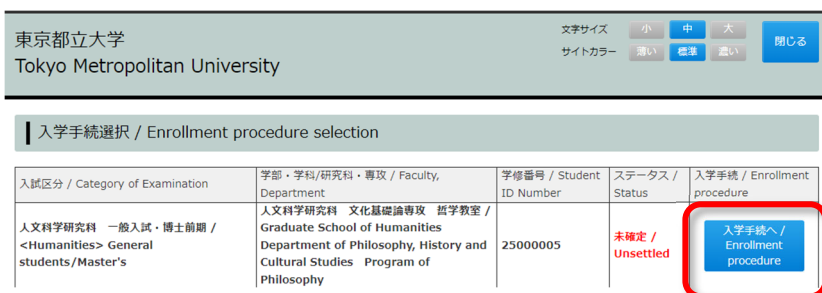 東京都立大学
Tokyo Metropolitan University
文字サイズ 小 中 大
サイトカラー 薄い 標準 濃い
閉じる
入学手続選択 / Enrollment procedure selection
入試区分 / Category of Examination
学部・学科/研究科・専攻 / Faculty,
Department
学修番号 / Student
ID Number
ステータス /
Status
入学手続 / Enrollment
procedure
人文科学研究科 一般入試・博士前期 /
<Humanities> General
students/Master's
人文科学研究科 文化基礎論専攻 哲学教室 /
Graduate School of Humanities
Department of Philosophy, History and
Cultural Studies Program of
Philosophy
25000005
未確定 /
Unsettled
入学手続へ /
Enrollment
procedure